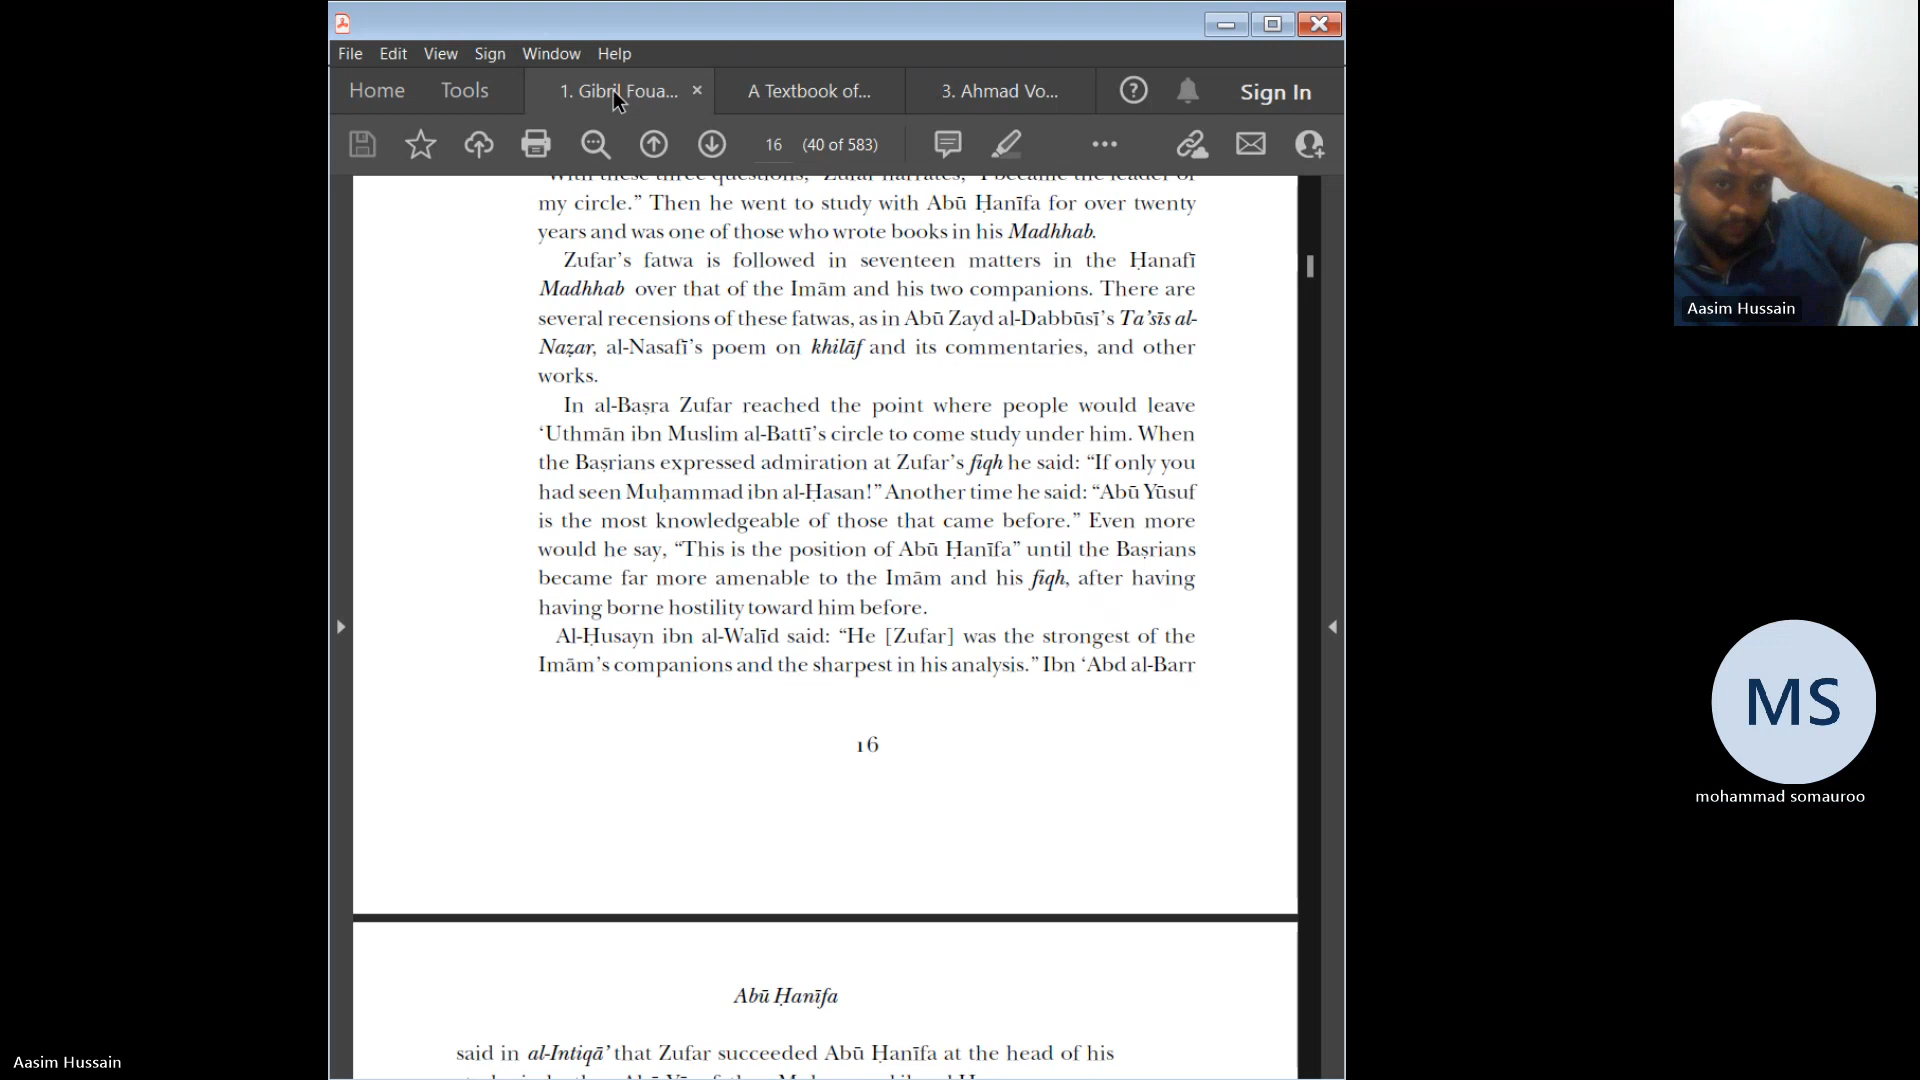 File Edit View Sign Window Help
Home Tools 1. Gibril Foua... × A Textbook of... 3. Ahmad Vo... Sign In
16 (40 of 583)
"With these three questions," Zufar narrates, "I became the leader of
my circle.” Then he went to study with Abū Ḥanīfa for over twenty
years and was one of those who wrote books in his Madhhab.
Zufar’s fatwa is followed in seventeen matters in the Ḥanafī
Madhhab over that of the Imām and his two companions. There are
several recensions of these fatwas, as in Abū Zayd al-Dabbūsī’s Ta’sīs al-
Naẓar, al-Nasafī’s poem on khilāf and its commentaries, and other
works.
In al-Baṣra Zufar reached the point where people would leave
‘Uthmān ibn Muslim al-Battī’s circle to come study under him. When
the Baṣrians expressed admiration at Zufar’s fiqh he said: “If only you
had seen Muḥammad ibn al-Ḥasan!” Another time he said: “Abū Yūsuf
is the most knowledgeable of those that came before.” Even more
would he say, “This is the position of Abū Ḥanīfa” until the Baṣrians
became far more amenable to the Imām and his fiqh, after having
having borne hostility toward him before.
Al-Ḥusayn ibn al-Walīd said: “He [Zufar] was the strongest of the
Imām’s companions and the sharpest in his analysis.” Ibn ‘Abd al-Barr
16
Abū Ḥanīfa
said in al-Intiqā’ that Zufar succeeded Abū Ḥanīfa at the head of his
Aasim Hussain
MS
mohammad somauroo
Aasim Hussain